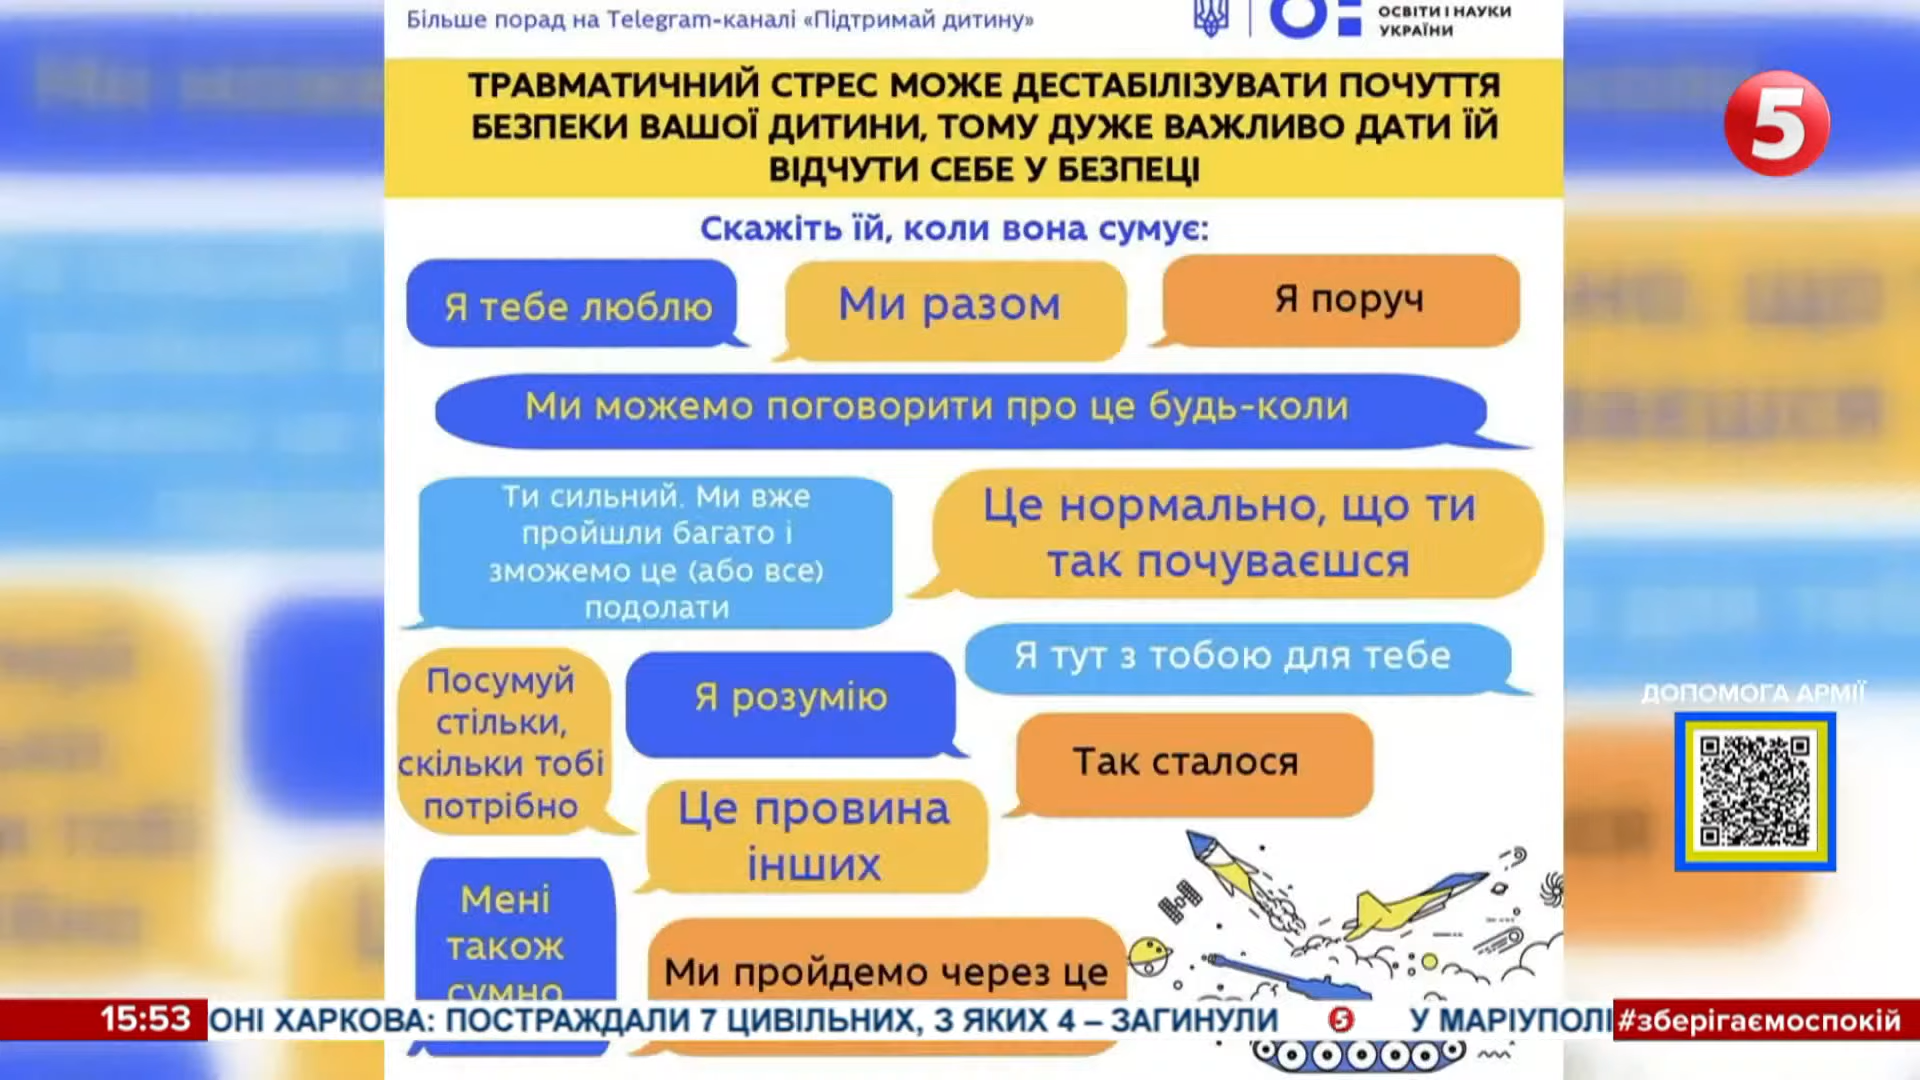 Більше порад на Telegram-каналі «Підтримай дитину»
ОСВІТИ І НАУКИ
УКРАЇНИ
ТРАВМАТИЧНИЙ СТРЕС МОЖЕ ДЕСТАБІЛІЗУВАТИ ПОЧУТТЯ
БЕЗПЕКИ ВАШОЇ ДИТИНИ, ТОМУ ДУЖЕ ВАЖЛИВО ДАТИ ЇЙ
ВІДЧУТИ СЕБЕ У БЕЗПЕЦІ
5
Скажіть їй, коли вона сумує:
Я тебе люблю
Ми разом
Я поруч
Ми можемо поговорити про це будь-коли
Ти сильний. Ми вже
пройшли багато і
зможемо це (або все)
подолати
Це нормально, що ти
так почуваєшся
Я тут з тобою для тебе
Посумуй
стільки,
скільки тобі
потрібно
Я розумію
Так сталося
Це провина
інших
ДОПОМОГА АРМІЇ
Мені
також
сумно
Ми пройдемо через це
15:53
ОНІ ХАРКОВА: ПОСТРАЖДАЛИ 7 ЦИВІЛЬНИХ, З ЯКИХ 4 – ЗАГИНУЛИ
5
У МАРІУПОЛІ
#зберігаємоспокій